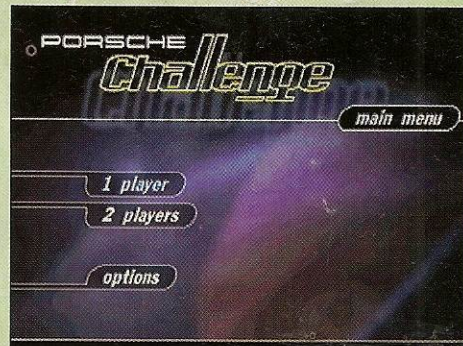 PORSCHE
Challenge
main menu
1 player
2 players
options